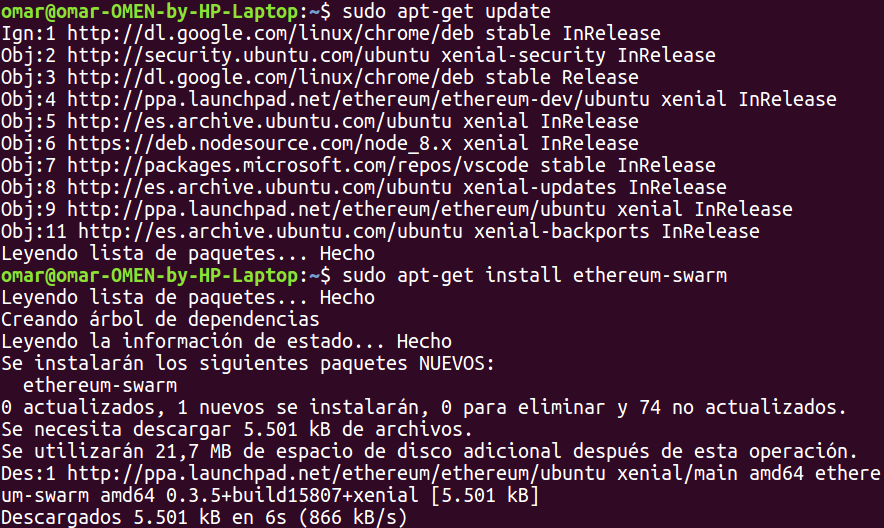 omar@omar-OMEN-by-HP-Laptop:~$ sudo apt-get update
Ign:1 http://dl.google.com/linux/chrome/deb stable InRelease
Obj:2 http://security.ubuntu.com/ubuntu xenial-security InRelease
Obj:3 http://dl.google.com/linux/chrome/deb stable Release
Obj:4 http://ppa.launchpad.net/ethereum/ethereum-dev/ubuntu xenial InRelease
Obj:5 http://es.archive.ubuntu.com/ubuntu xenial InRelease
Obj:6 https://deb.nodesource.com/node_8.x xenial InRelease
Obj:7 http://packages.microsoft.com/repos/vscode stable InRelease
Obj:8 http://es.archive.ubuntu.com/ubuntu xenial-updates InRelease
Obj:9 http://ppa.launchpad.net/ethereum/ethereum/ubuntu xenial InRelease
Obj:11 http://es.archive.ubuntu.com/ubuntu xenial-backports InRelease
Leyendo lista de paquetes... Hecho
omar@omar-OMEN-by-HP-Laptop:~$ sudo apt-get install ethereum-swarm
Leyendo lista de paquetes... Hecho
Creando árbol de dependencias
Leyendo la información de estado... Hecho
Se instalarán los siguientes paquetes NUEVOS:
  ethereum-swarm
0 actualizados, 1 nuevos se instalarán, 0 para eliminar y 74 no actualizados.
Se necesita descargar 5.501 kB de archivos.
Se utilizarán 21,7 MB de espacio de disco adicional después de esta operación.
Des:1 http://ppa.launchpad.net/ethereum/ethereum/ubuntu xenial/main amd64 ethere
um-swarm amd64 0.3.5+build15807+xenial [5.501 kB]
Descargados 5.501 kB en 6s (866 kB/s)